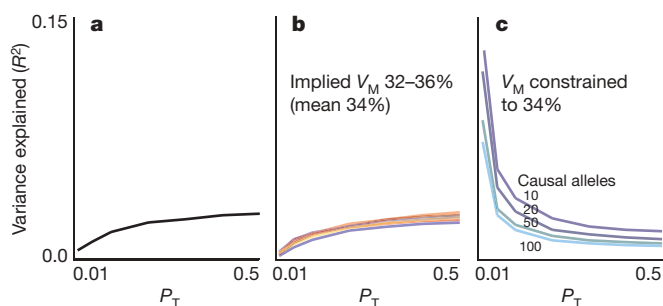 a
b
c
0.15
Variance explained (R²)
0.0
Implied V_M 32–36%
(mean 34%)
V_M constrained
to 34%
Causal alleles
10
20
50
100
0.01
0.5
0.01
0.5
0.01
0.5
P_T
P_T
P_T